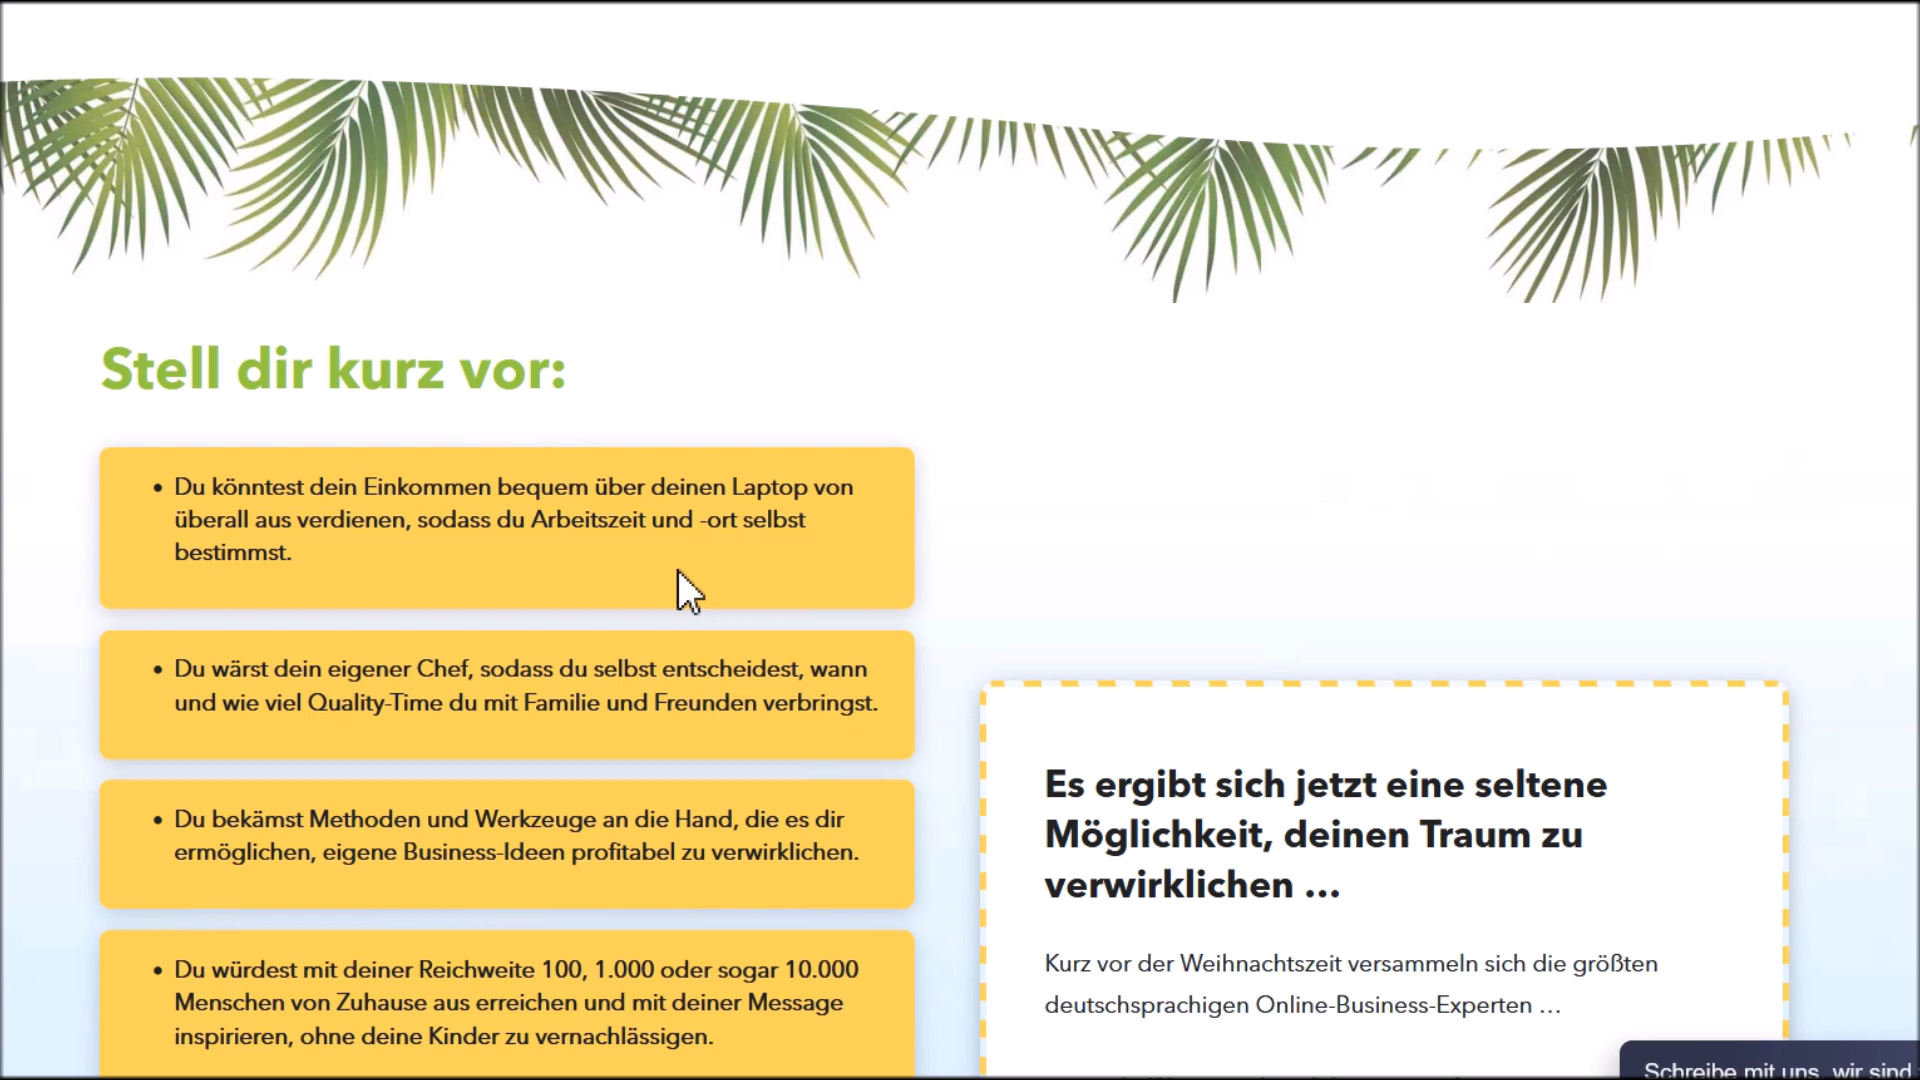 Stell dir kurz vor:
• Du könntest dein Einkommen bequem über deinen Laptop von
überall aus verdienen, sodass du Arbeitszeit und -ort selbst
bestimmst.
• Du wärst dein eigener Chef, sodass du selbst entscheidest, wann
und wie viel Quality-Time du mit Familie und Freunden verbringst.
• Du bekämst Methoden und Werkzeuge an die Hand, die es dir
ermöglichen, eigene Business-Ideen profitabel zu verwirklichen.
• Du würdest mit deiner Reichweite 100, 1.000 oder sogar 10.000
Menschen von Zuhause aus erreichen und mit deiner Message
inspirieren, ohne deine Kinder zu vernachlässigen.
Es ergibt sich jetzt eine seltene
Möglichkeit, deinen Traum zu
verwirklichen ...
Kurz vor der Weihnachtszeit versammeln sich die größten
deutschsprachigen Online-Business-Experten ...
Schreibe mit uns, wir sind